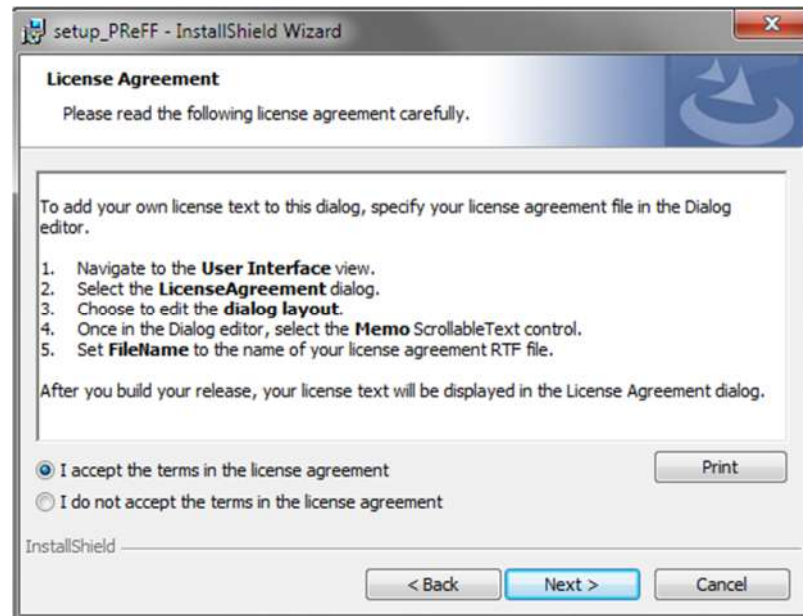 setup_PReFF - InstallShield Wizard
License Agreement
Please read the following license agreement carefully.
To add your own license text to this dialog, specify your license agreement file in the Dialog
editor.
1. Navigate to the User Interface view.
2. Select the LicenseAgreement dialog.
3. Choose to edit the dialog layout.
4. Once in the Dialog editor, select the Memo ScrollableText control.
5. Set FileName to the name of your license agreement RTF file.
After you build your release, your license text will be displayed in the License Agreement dialog.
I accept the terms in the license agreement
Print
I do not accept the terms in the license agreement
InstallShield
< Back Next > Cancel